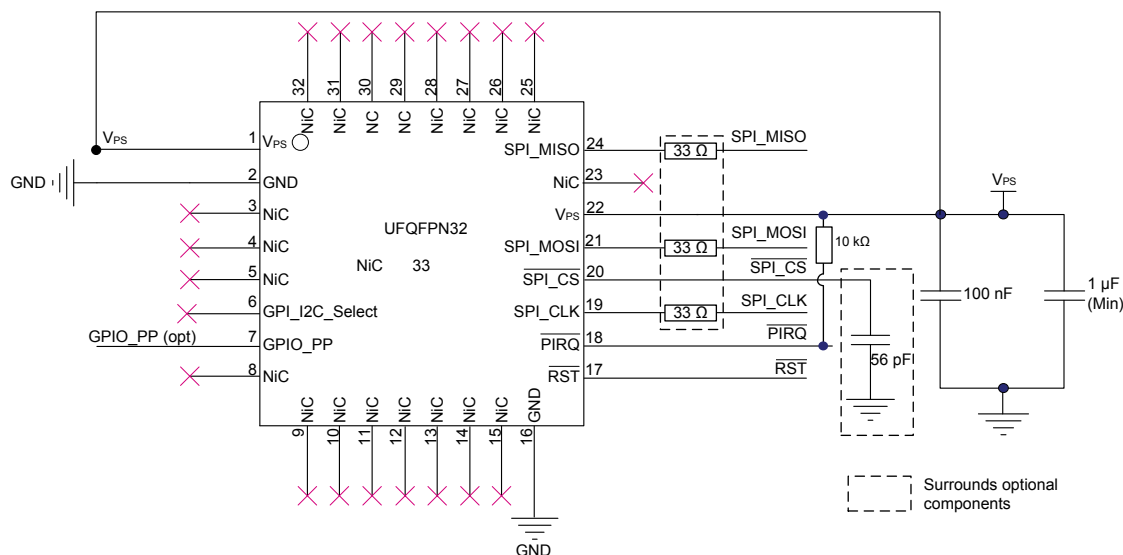 32 31 30 29 28 27 26 25
NiC NiC NC NC NC NC NiC NiC
VPS 1 VPS
GND 2 GND
3 NiC
4 NiC
5 NiC
6 GPI_I2C_Select
GPIO_PP (opt) 7 GPIO_PP
8 NiC
UFQFPN32
NiC 33
SPI_MISO 24 33 Ω SPI_MISO
NiC 23
VPS 22 VPS
SPI_MOSI 21 33 Ω SPI_MOSI
10 kΩ
SPI_CS 20 SPI_CS
SPI_CLK 19 33 Ω SPI_CLK
PIRQ 18 PIRQ
RST 17 RST
56 pF
100 nF
1 µF
(Min)
NiC NiC NiC NiC NiC NiC NiC GND
9 10 11 12 13 14 15 16
GND
Surrounds optional
components